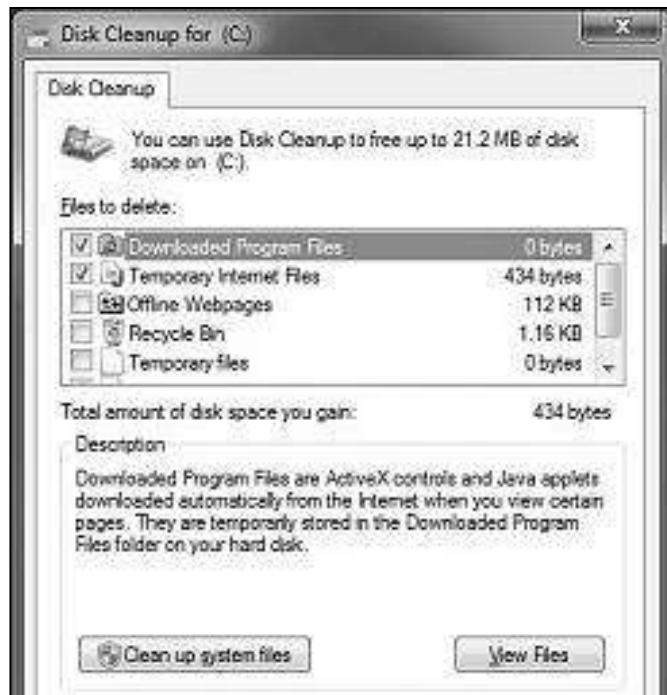 Disk Cleanup for (C:)
Disk Cleanup
You can use Disk Cleanup to free up to 21.2 MB of disk
space on (C:).
Files to delete:
Downloaded Program Files 0 bytes
Temporary Internet Files 434 bytes
Offline Webpages 112 KB
Recycle Bin 1.16 KB
Temporary files 0 bytes
Total amount of disk space you gain: 434 bytes
Description
Downloaded Program Files are ActiveX controls and Java applets
downloaded automatically from the Internet when you view certain
pages. They are temporarily stored in the Downloaded Program
Files folder on your hard disk.
Clean up system files View Files